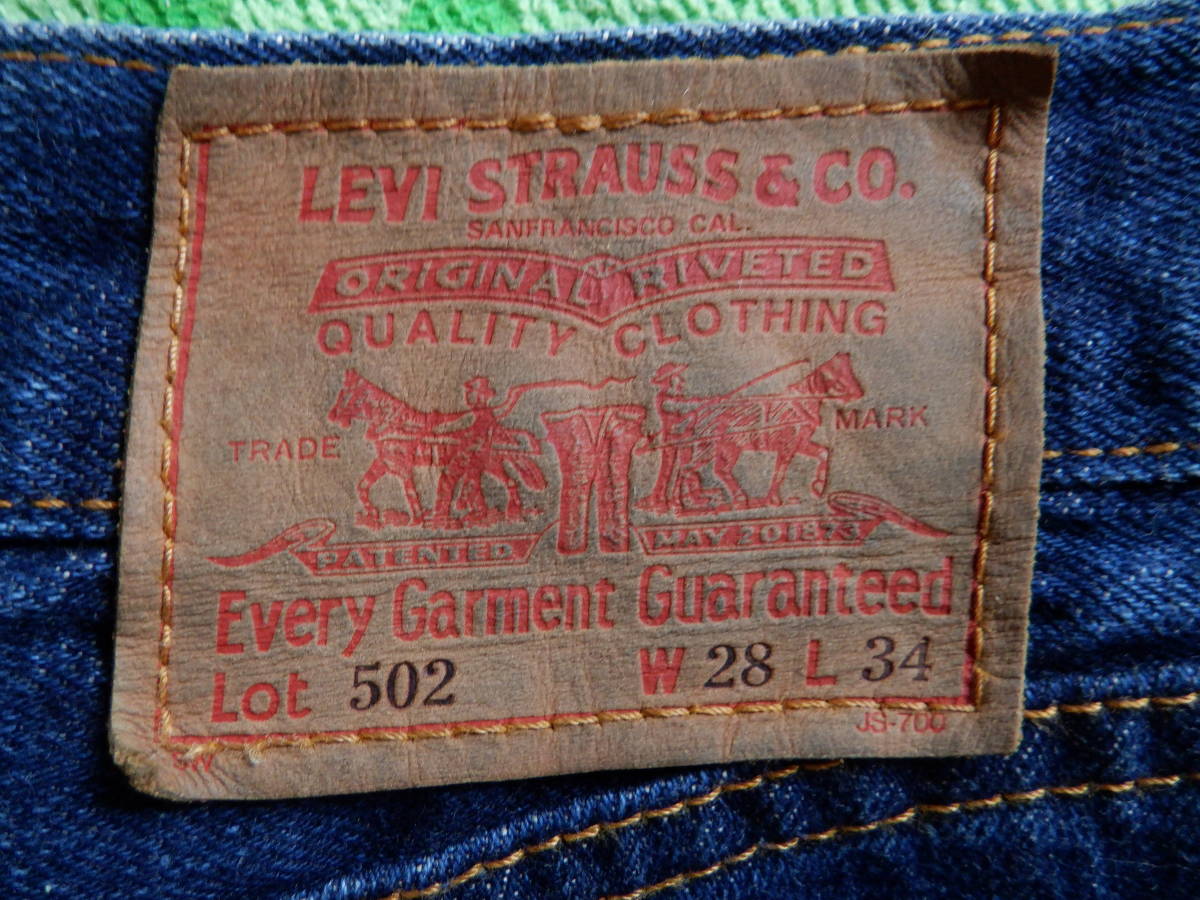 LEVI STRAUSS & CO.
SANFRANCISCO CAL.
ORIGINAL RIVETED
QUALITY CLOTHING
TRADE MARK
PATENTED MAY 20 1873
Every Garment Guaranteed
Lot 502 W 28 L 34
JS-700